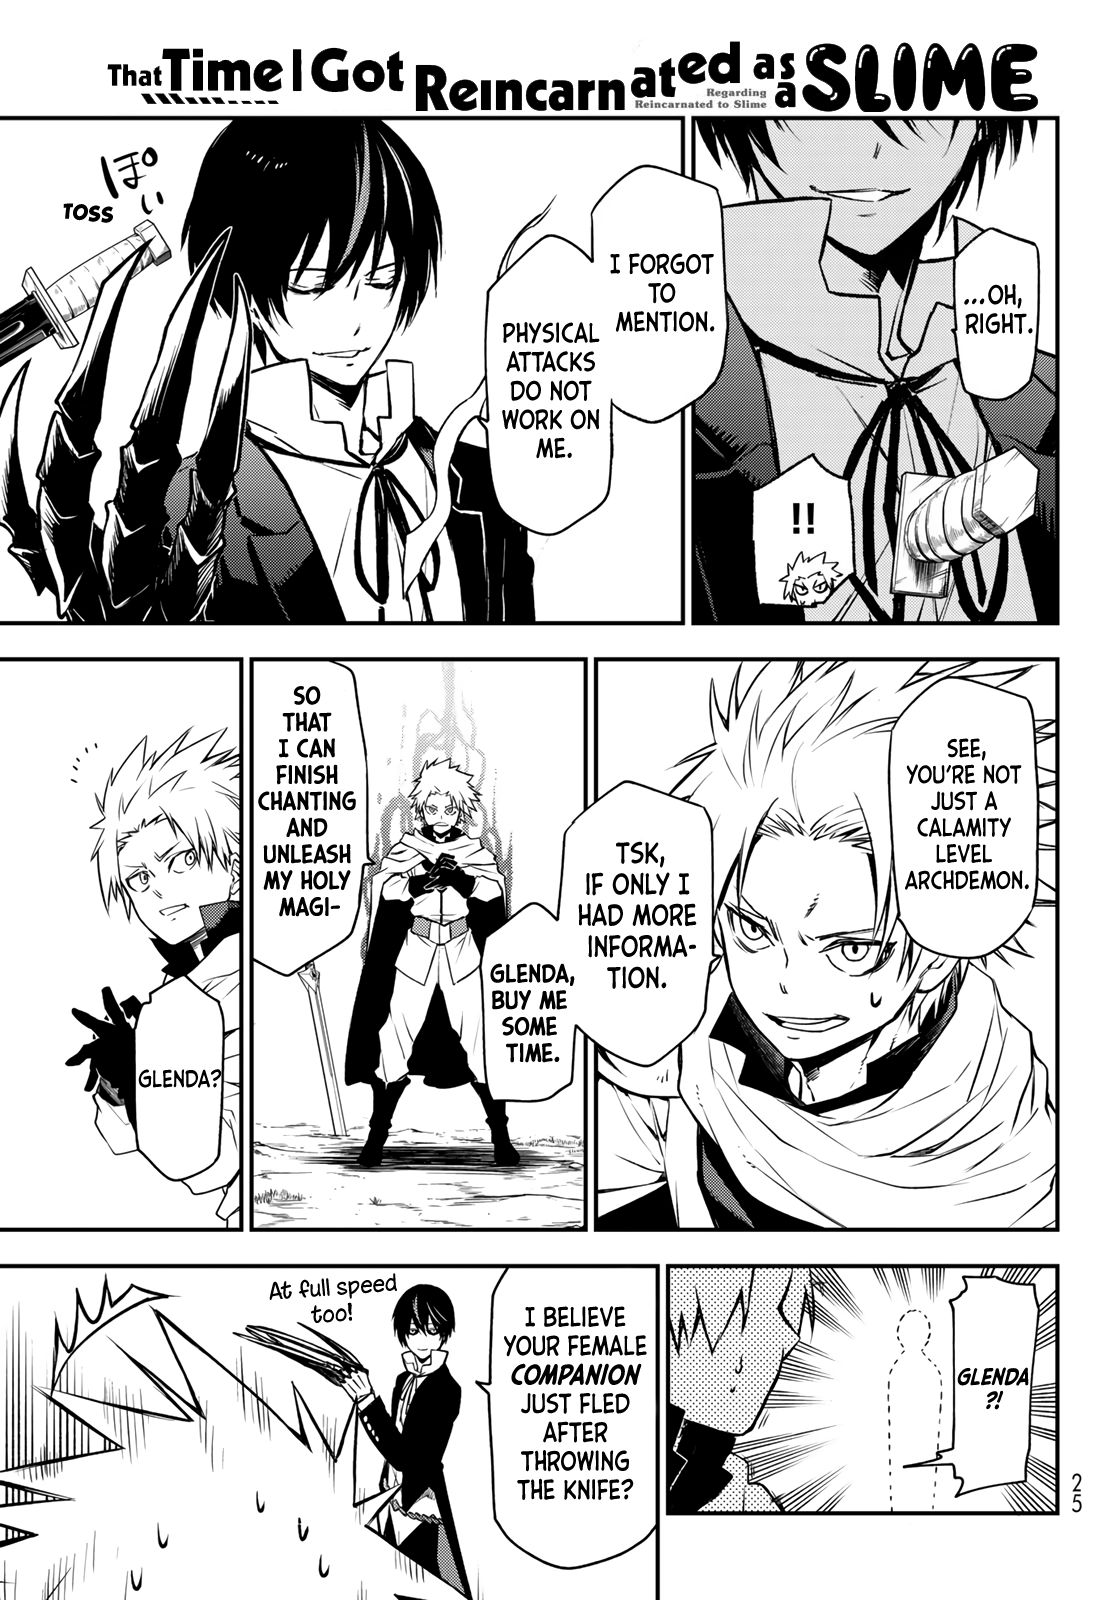 That Time I Got Reincarnated as a SLIME
Regarding
Reincarnated to Slime
...OH,
RIGHT.
!!
I FORGOT
TO
MENTION.
PHYSICAL
ATTACKS
DO NOT
WORK ON
ME.
ぽい
TOSS
SEE,
YOU'RE NOT
JUST A
CALAMITY
LEVEL
ARCHDEMON.
TSK,
IF ONLY I
HAD MORE
INFORMA-
TION.
GLENDA,
BUY ME
SOME
TIME.
SO
THAT
I CAN
FINISH
CHANTING
AND
UNLEASH
MY HOLY
MAGI-
GLENDA?
GLENDA
?!
I BELIEVE
YOUR FEMALE
COMPANION
JUST FLED
AFTER
THROWING
THE KNIFE?
At full speed
too!
25